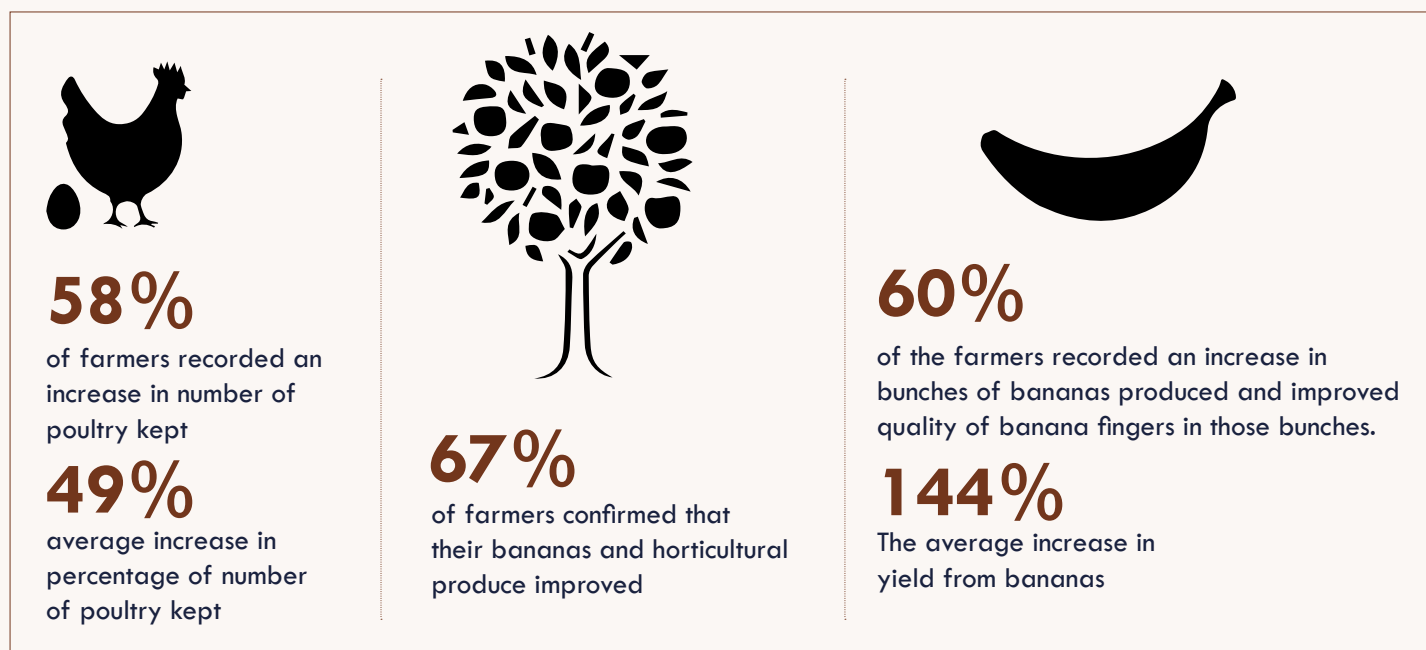 58%
of farmers recorded an
increase in number of
poultry kept
49%
average increase in
percentage of number
of poultry kept
67%
of farmers confirmed that
their bananas and horticultural
produce improved
60%
of the farmers recorded an increase in
bunches of bananas produced and improved
quality of banana fingers in those bunches.
144%
The average increase in
yield from bananas